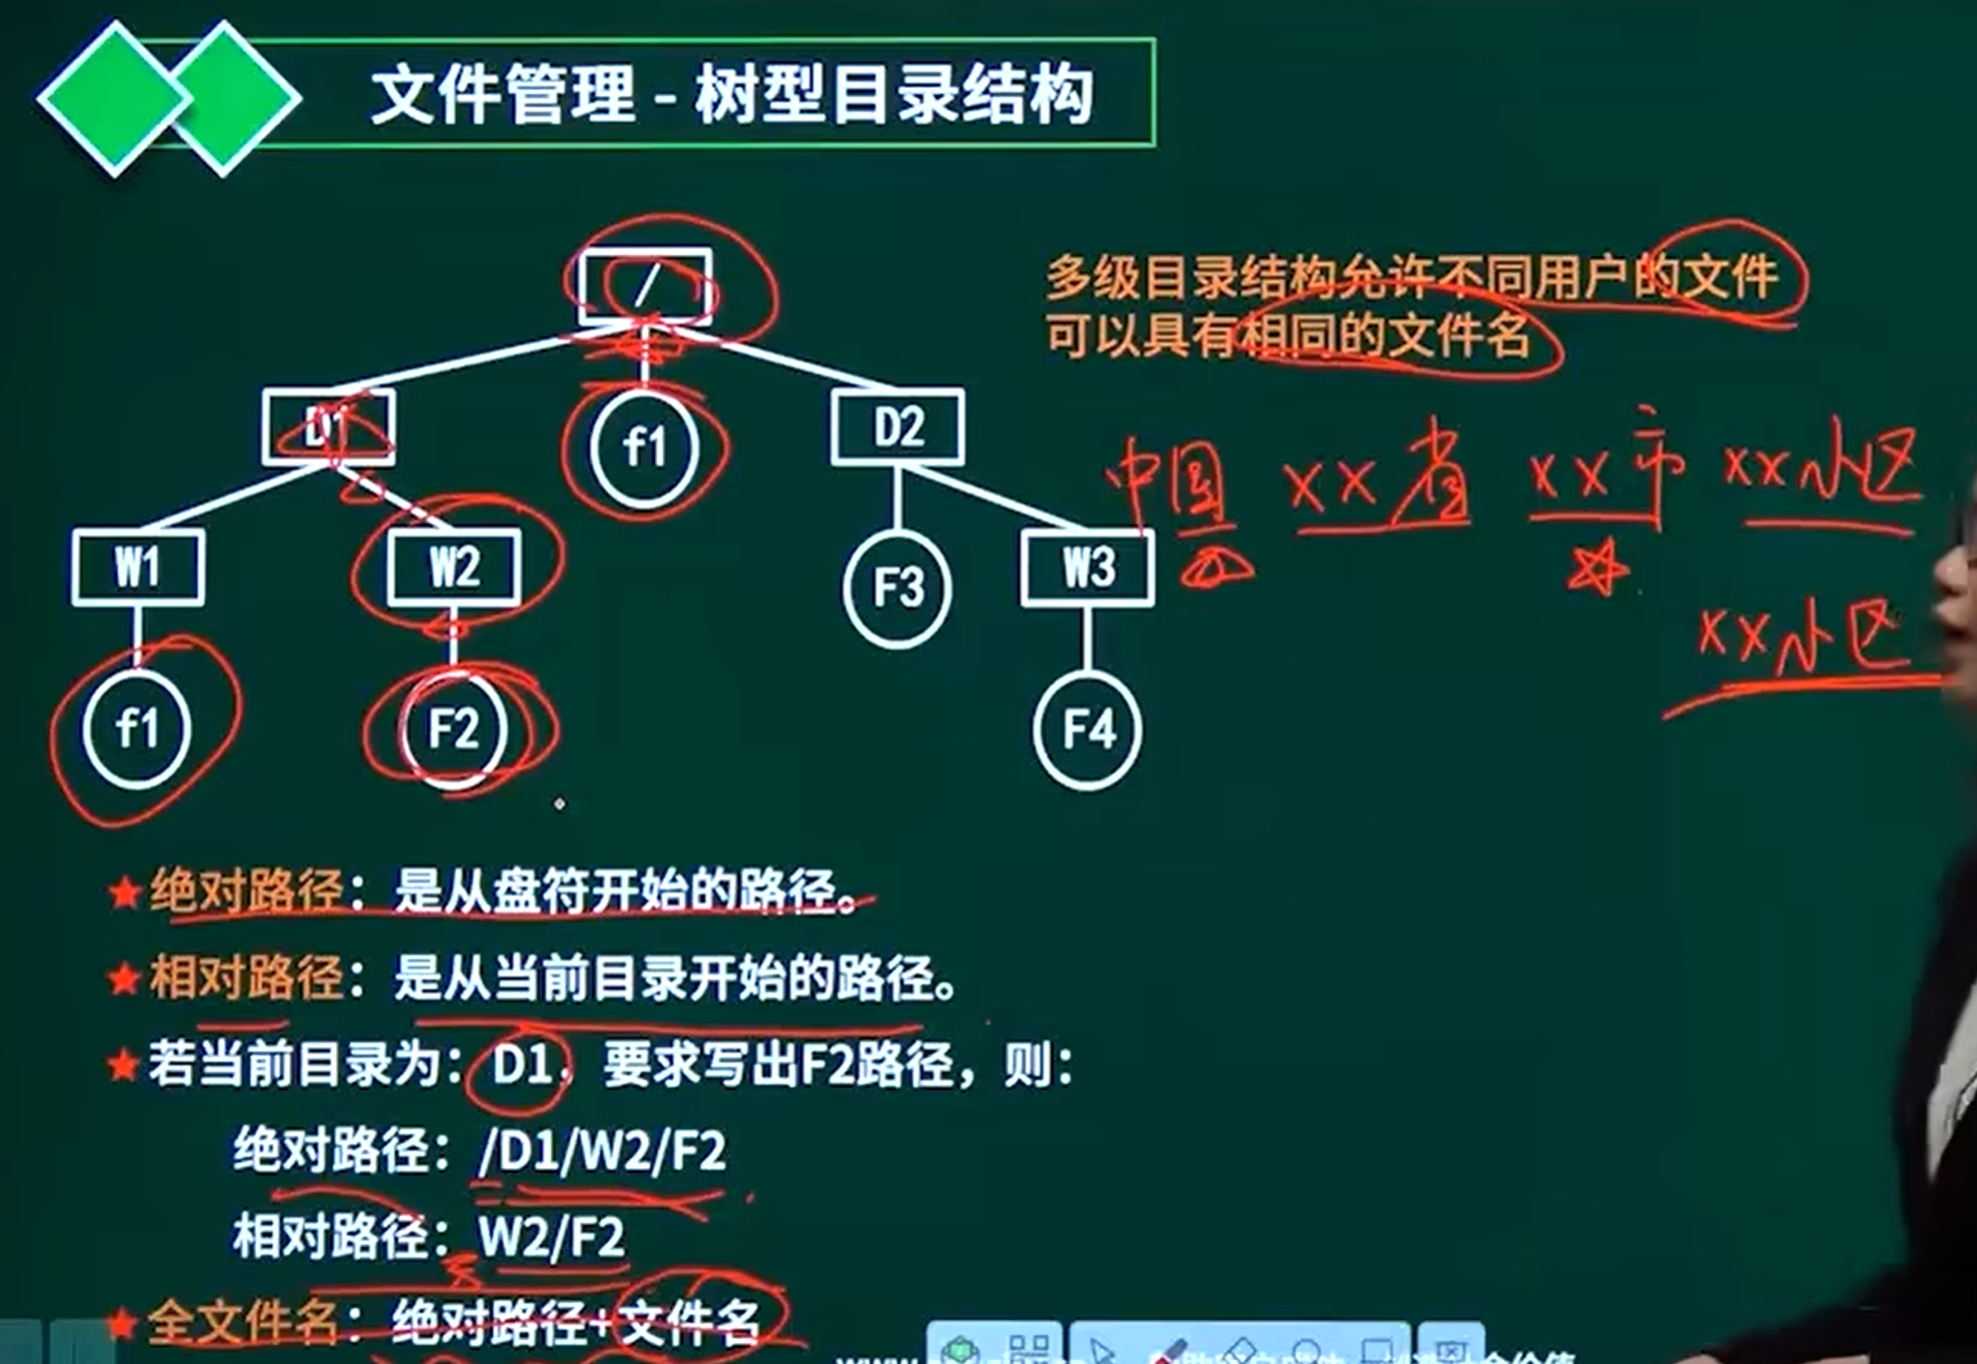 文件管理 - 树型目录结构
/
多级目录结构允许不同用户的文件
可以具有相同的文件名
D1
f1
D2
中国 XX省 XX市 XX小区
W1
W2
F3
W3
XX小区
f1
F2
F4
★绝对路径：是从盘符开始的路径。
★相对路径：是从当前目录开始的路径。
★若当前目录为：D1，要求写出F2路径，则：
绝对路径：/D1/W2/F2
相对路径：W2/F2
★全文件名：绝对路径+文件名